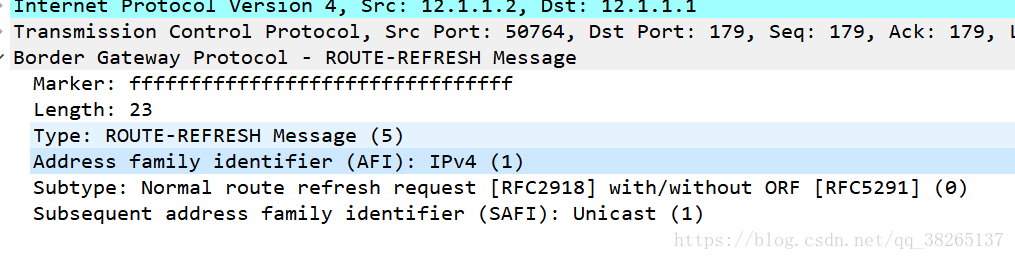 Internet Protocol Version 4, Src: 12.1.1.2, Dst: 12.1.1.1
Transmission Control Protocol, Src Port: 50764, Dst Port: 179, Seq: 179, Ack: 179, L
Border Gateway Protocol - ROUTE-REFRESH Message
Marker: ffffffffffffffffffffffffffffffff
Length: 23
Type: ROUTE-REFRESH Message (5)
Address family identifier (AFI): IPv4 (1)
Subtype: Normal route refresh request [RFC2918] with/without ORF [RFC5291] (0)
Subsequent address family identifier (SAFI): Unicast (1)
https://blog.csdn.net/qq_38265137